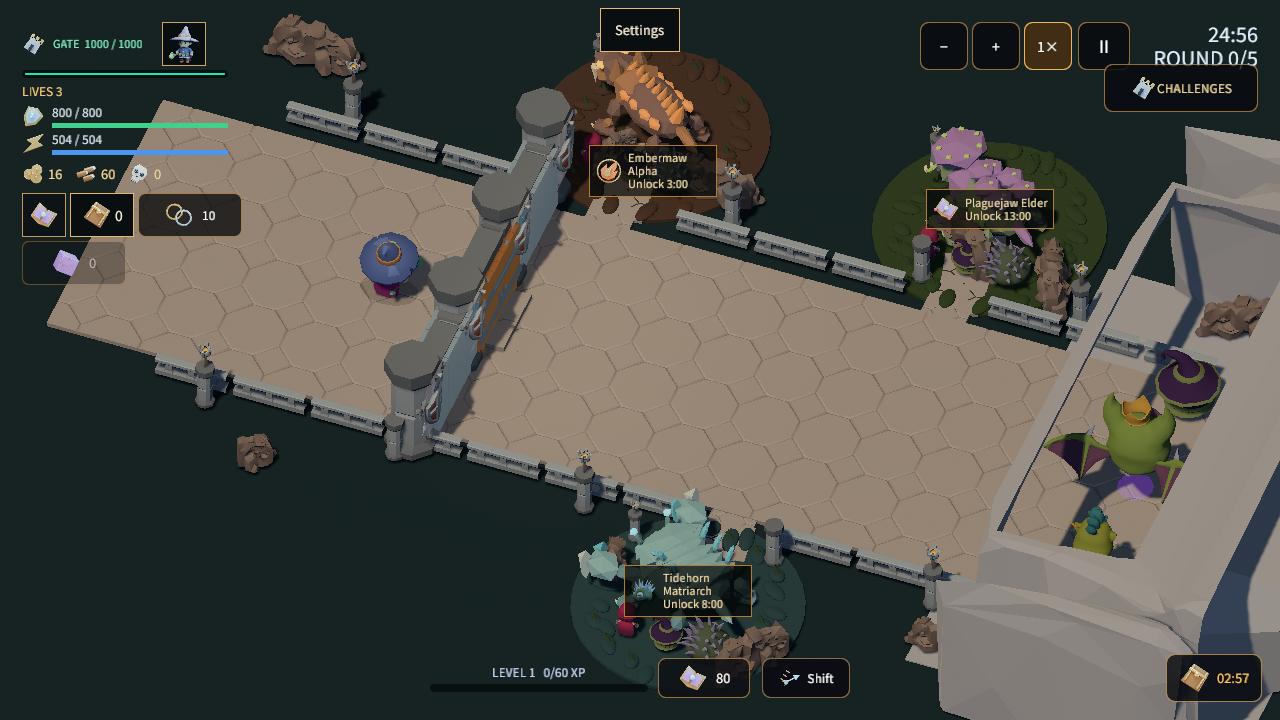 GATE 1000 / 1000
LIVES 3
800 / 800
504 / 504
16
60
0
0
10
0
Settings
−
+
1×
24:56
ROUND 0/5
CHALLENGES
Embermaw
Alpha
Unlock 3:00
Plaguejaw Elder
Unlock 13:00
Tidehorn
Matriarch
Unlock 8:00
LEVEL 1 0/60 XP
80
Shift
02:57